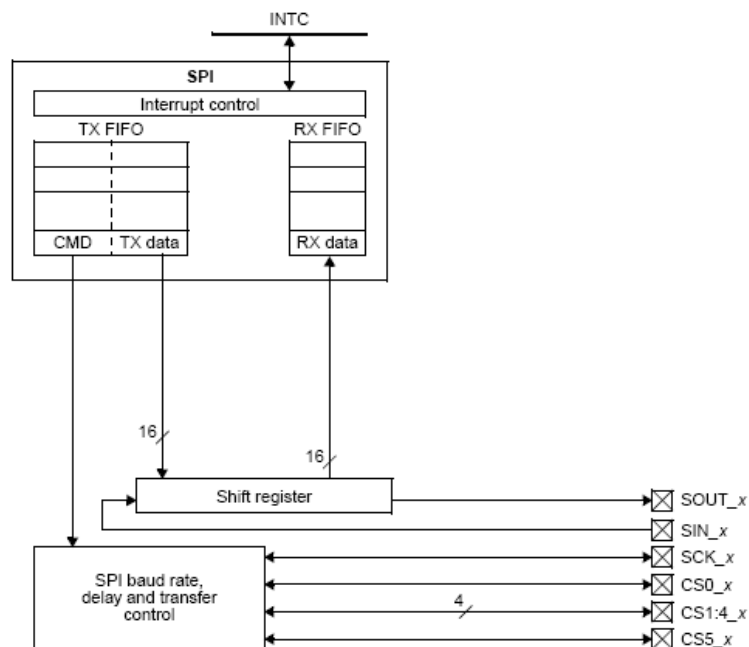 INTC
SPI
Interrupt control
TX FIFO
RX FIFO
CMD
TX data
RX data
16
16
Shift register
SOUT_x
SIN_x
SCK_x
SPI baud rate,
delay and transfer
control
CS0_x
4
CS1:4_x
CS5_x